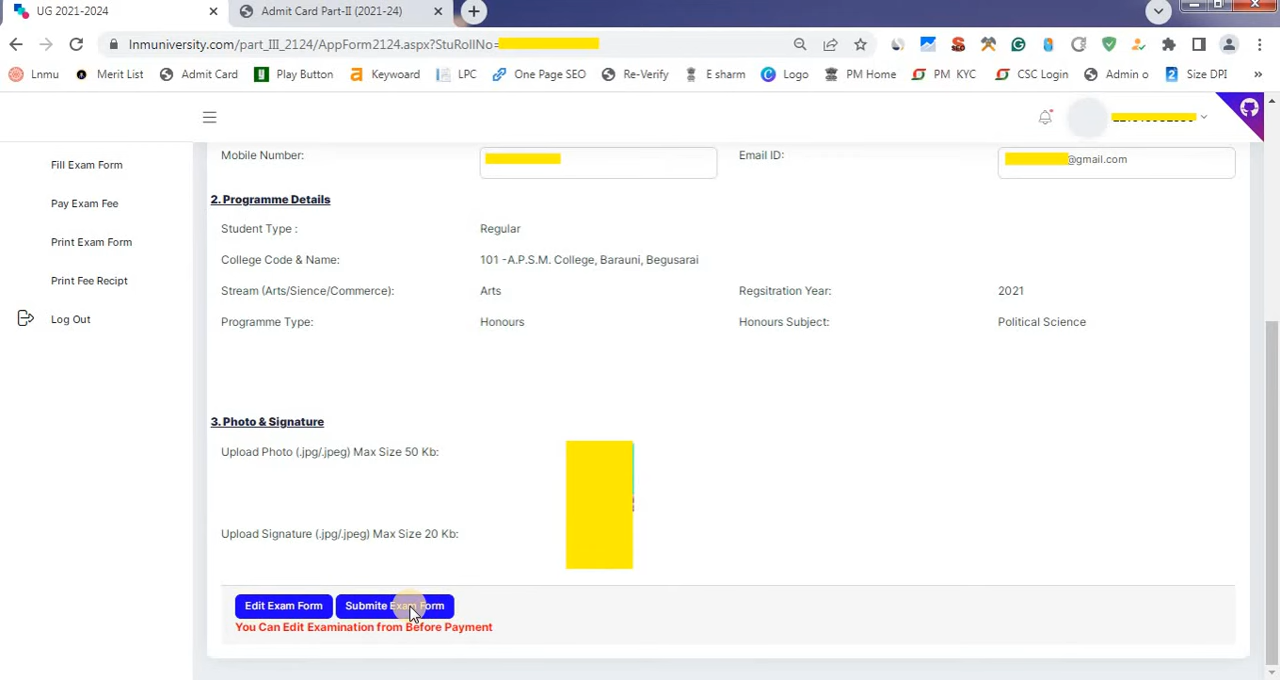 UG 2021-2024
Admit Card Part-II (2021-24)
lnmuniversity.com/part_III_2124/AppForm2124.aspx?StuRollNo=
Lnmu
Merit List
Admit Card
Play Button
Keywoard
LPC
One Page SEO
Re-Verify
E sharm
Logo
PM Home
PM KYC
CSC Login
Admin o
Size DPI
»
Fill Exam Form
Pay Exam Fee
Print Exam Form
Print Fee Recipt
Log Out
Mobile Number:
Email ID: @gmail.com
2. Programme Details
Student Type : Regular
College Code & Name: 101 -A.P.S.M. College, Barauni, Begusarai
Stream (Arts/Sience/Commerce): Arts Regsitration Year: 2021
Programme Type: Honours Honours Subject: Political Science
3. Photo & Signature
Upload Photo (.jpg/.jpeg) Max Size 50 Kb:
Upload Signature (.jpg/.jpeg) Max Size 20 Kb:
Edit Exam Form Submite Exam Form
You Can Edit Examination from Before Payment